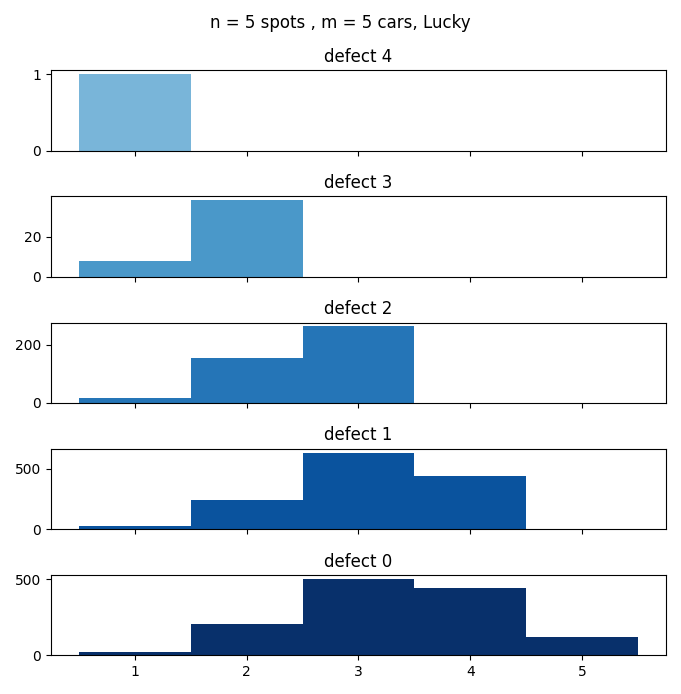 n = 5 spots , m = 5 cars, Lucky
defect 4
1
0
defect 3
20
0
defect 2
200
0
defect 1
500
0
defect 0
500
0
1 2 3 4 5